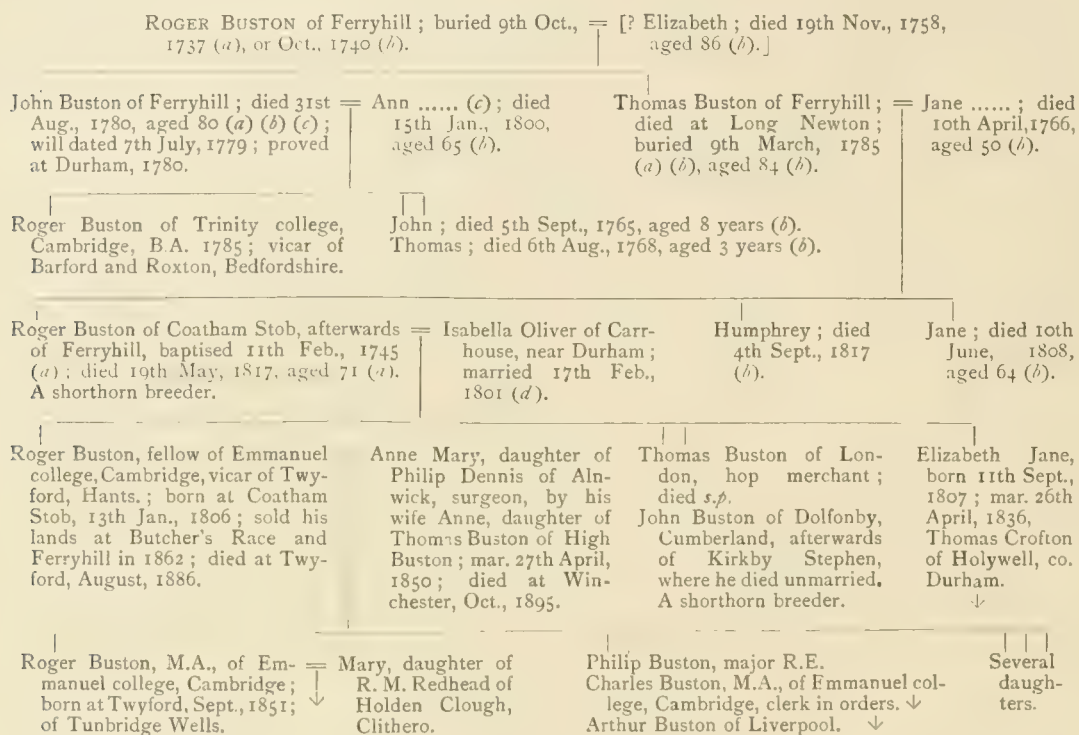 ROGER BUSTON of Ferryhill ; buried 9th Oct.,
1737 (a), or Oct., 1740 (b).
= [? Elizabeth ; died 19th Nov., 1758,
aged 86 (b).]
John Buston of Ferryhill ; died 31st
Aug., 1780, aged 80 (a) (b) (c) ;
will dated 7th July, 1779 ; proved
at Durham, 1780.
= Ann ...... (c) ; died
15th Jan., 1800,
aged 65 (b).
Thomas Buston of Ferryhill ;
died at Long Newton ;
buried 9th March, 1785
(a) (b), aged 84 (b).
= Jane ...... ; died
10th April, 1766,
aged 50 (b).
Roger Buston of Trinity college,
Cambridge, B.A. 1785 ; vicar of
Barford and Roxton, Bedfordshire.
John ; died 5th Sept., 1765, aged 8 years (b).
Thomas ; died 6th Aug., 1768, aged 3 years (b).
Roger Buston of Coatham Stob, afterwards
of Ferryhill, baptised 11th Feb., 1745
(a) ; died 19th May, 1817, aged 71 (a).
A shorthorn breeder.
= Isabella Oliver of Carr-
house, near Durham ;
married 17th Feb.,
1801 (d).
Humphrey ; died
4th Sept., 1817
(b).
Jane ; died 10th
June, 1808,
aged 64 (b).
Roger Buston, fellow of Emmanuel
college, Cambridge, vicar of Twy-
ford, Hants. ; born at Coatham
Stob, 13th Jan., 1806 ; sold his
lands at Butcher's Race and
Ferryhill in 1862 ; died at Twy-
ford, August, 1886.
Anne Mary, daughter of
Philip Dennis of Aln-
wick, surgeon, by his
wife Anne, daughter of
Thomas Buston of High
Buston ; mar. 27th April,
1850 ; died at Win-
chester, Oct., 1895.
Thomas Buston of Lon-
don, hop merchant ;
died s.p.
John Buston of Dolfonby,
Cumberland, afterwards
of Kirkby Stephen,
where he died unmarried.
A shorthorn breeder.
Elizabeth Jane,
born 11th Sept.,
1807 ; mar. 26th
April, 1836,
Thomas Crofton
of Holywell, co.
Durham.
Roger Buston, M.A., of Em-
manuel college, Cambridge ;
born at Twyford, Sept., 1851 ;
of Tunbridge Wells.
= Mary, daughter of
R. M. Redhead of
Holden Clough,
Clithero.
Philip Buston, major R.E.
Charles Buston, M.A., of Emmanuel col-
lege, Cambridge, clerk in orders.
Arthur Buston of Liverpool.
Several
daugh-
ters.